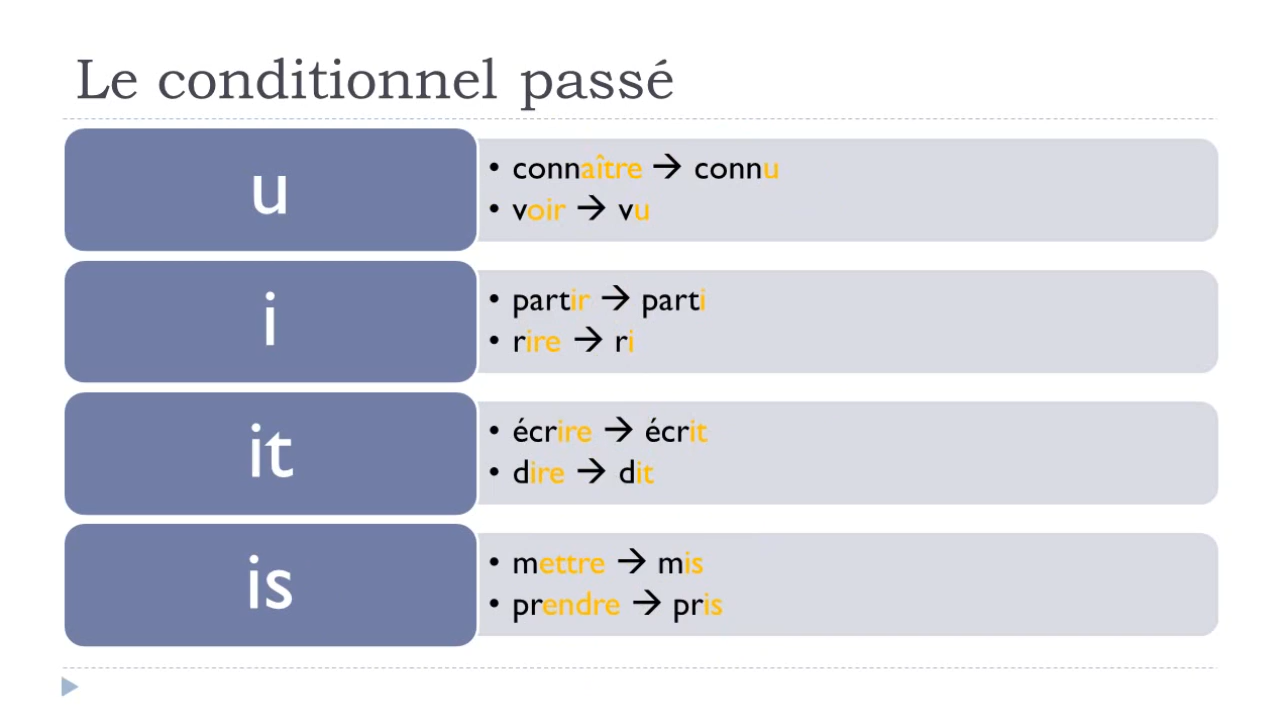 Le conditionnel passé
u
• connaître → connu
• voir → vu
i
• partir → parti
• rire → ri
it
• écrire → écrit
• dire → dit
is
• mettre → mis
• prendre → pris